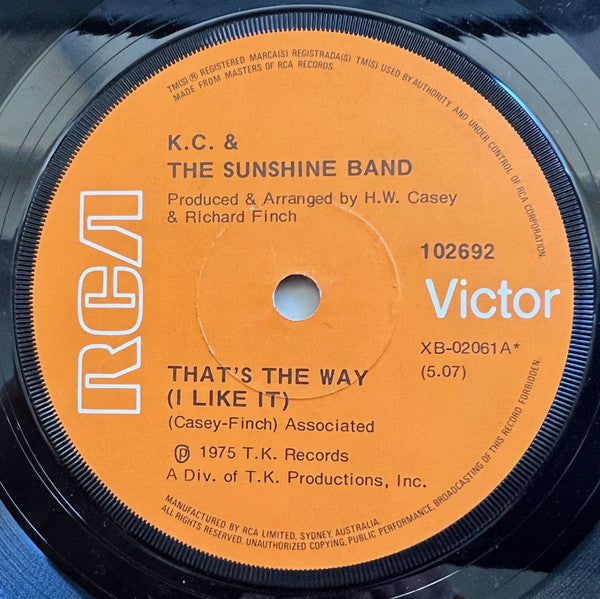 TM(S)® REGISTERED MARCA(S) REGISTRADA(S) TM(S) USED BY AUTHORITY AND UNDER CONTROL OF RCA CORPORATION
MADE FROM MASTERS OF RCA RECORDS.
K.C. &
THE SUNSHINE BAND
Produced & Arranged by H.W. Casey
& Richard Finch
RCA
102692
Victor
XB-02061A*
(5.07)
THAT'S THE WAY
(I LIKE IT)
(Casey-Finch) Associated
℗ 1975 T.K. Records
A Div. of T.K. Productions, Inc.
MANUFACTURED BY RCA LIMITED, SYDNEY, AUSTRALIA.
ALL RIGHTS RESERVED. UNAUTHORIZED COPYING, PUBLIC PERFORMANCE, BROADCASTING OF THIS RECORD FORBIDDEN.